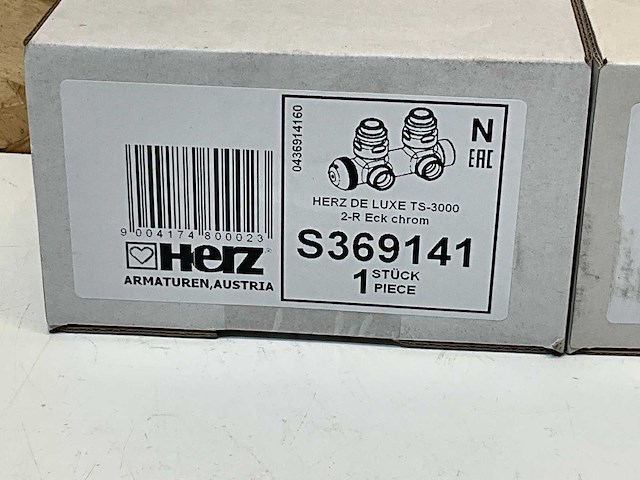 9 004174 800023
Herz
ARMATUREN,AUSTRIA
0436914160
N
EAC
HERZ DE LUXE TS-3000
2-R Eck chrom
S369141
1 STÜCK
PIECE